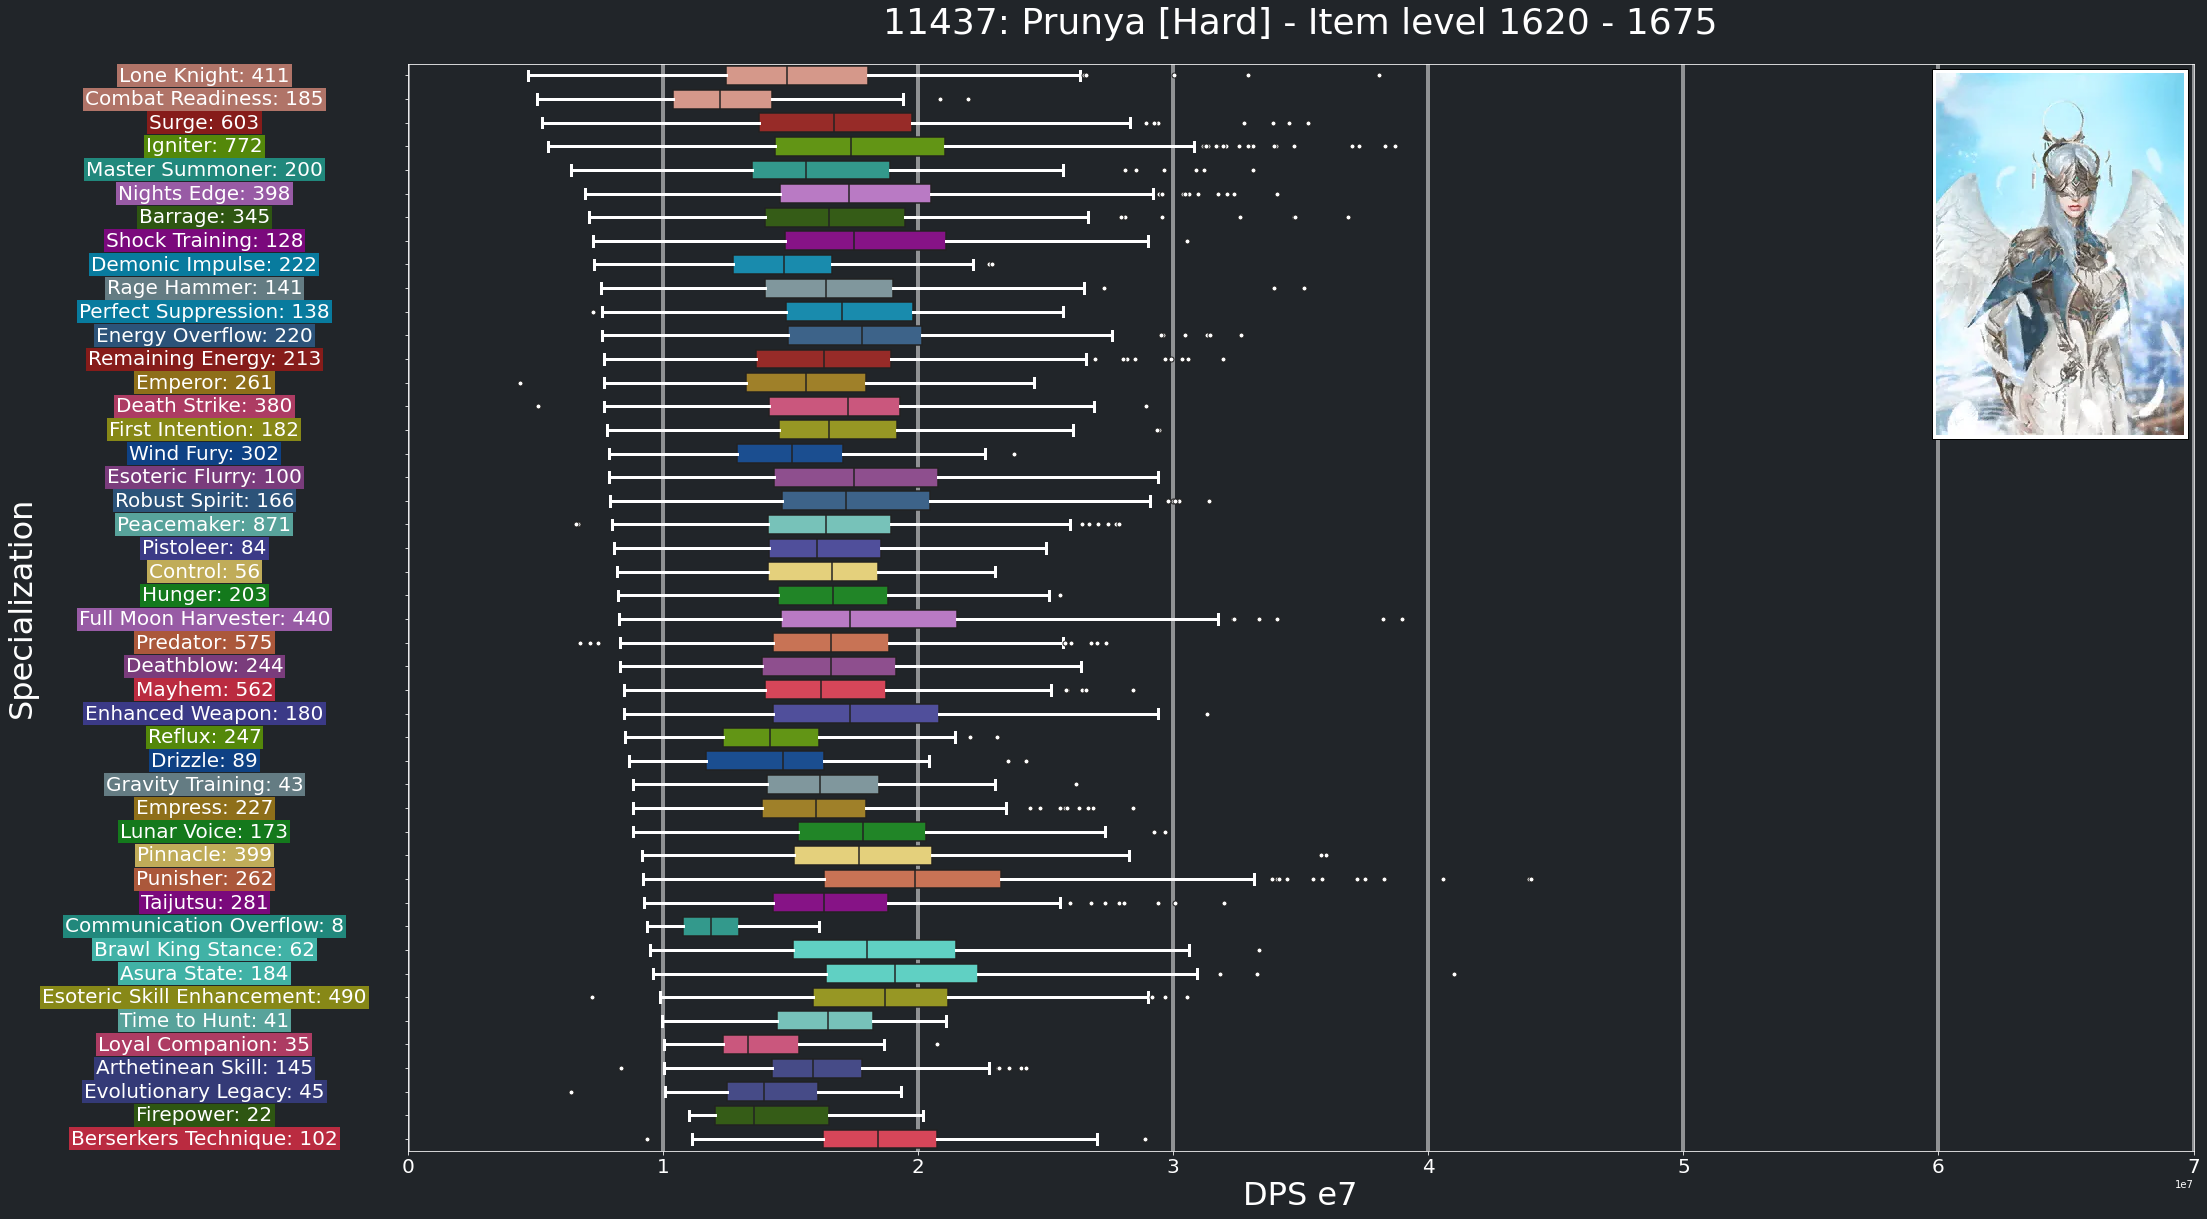 11437: Prunya [Hard] - Item level 1620 - 1675
Specialization
Lone Knight: 411
Combat Readiness: 185
Surge: 603
Igniter: 772
Master Summoner: 200
Nights Edge: 398
Barrage: 345
Shock Training: 128
Demonic Impulse: 222
Rage Hammer: 141
Perfect Suppression: 138
Energy Overflow: 220
Remaining Energy: 213
Emperor: 261
Death Strike: 380
First Intention: 182
Wind Fury: 302
Esoteric Flurry: 100
Robust Spirit: 166
Peacemaker: 871
Pistoleer: 84
Control: 56
Hunger: 203
Full Moon Harvester: 440
Predator: 575
Deathblow: 244
Mayhem: 562
Enhanced Weapon: 180
Reflux: 247
Drizzle: 89
Gravity Training: 43
Empress: 227
Lunar Voice: 173
Pinnacle: 399
Punisher: 262
Taijutsu: 281
Communication Overflow: 8
Brawl King Stance: 62
Asura State: 184
Esoteric Skill Enhancement: 490
Time to Hunt: 41
Loyal Companion: 35
Arthetinean Skill: 145
Evolutionary Legacy: 45
Firepower: 22
Berserkers Technique: 102
0 1 2 3 4 5 6 7
1e7
DPS e7